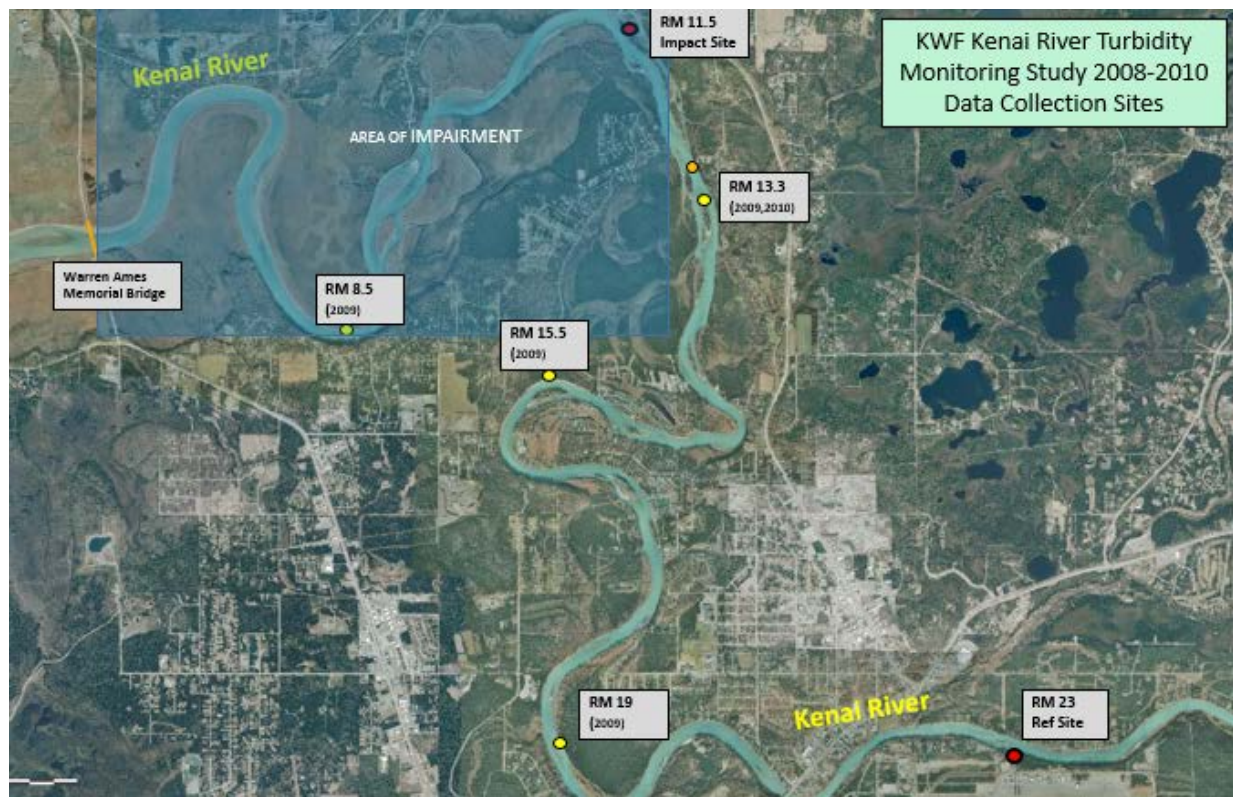 KWF Kenai River Turbidity
Monitoring Study 2008-2010
Data Collection Sites
RM 11.5
Impact Site
Kenai River
AREA OF IMPAIRMENT
RM 13.3
(2009,2010)
Warren Ames
Memorial Bridge
RM 8.5
(2009)
RM 15.5
(2009)
RM 19
(2009)
Kenai River
RM 23
Ref Site